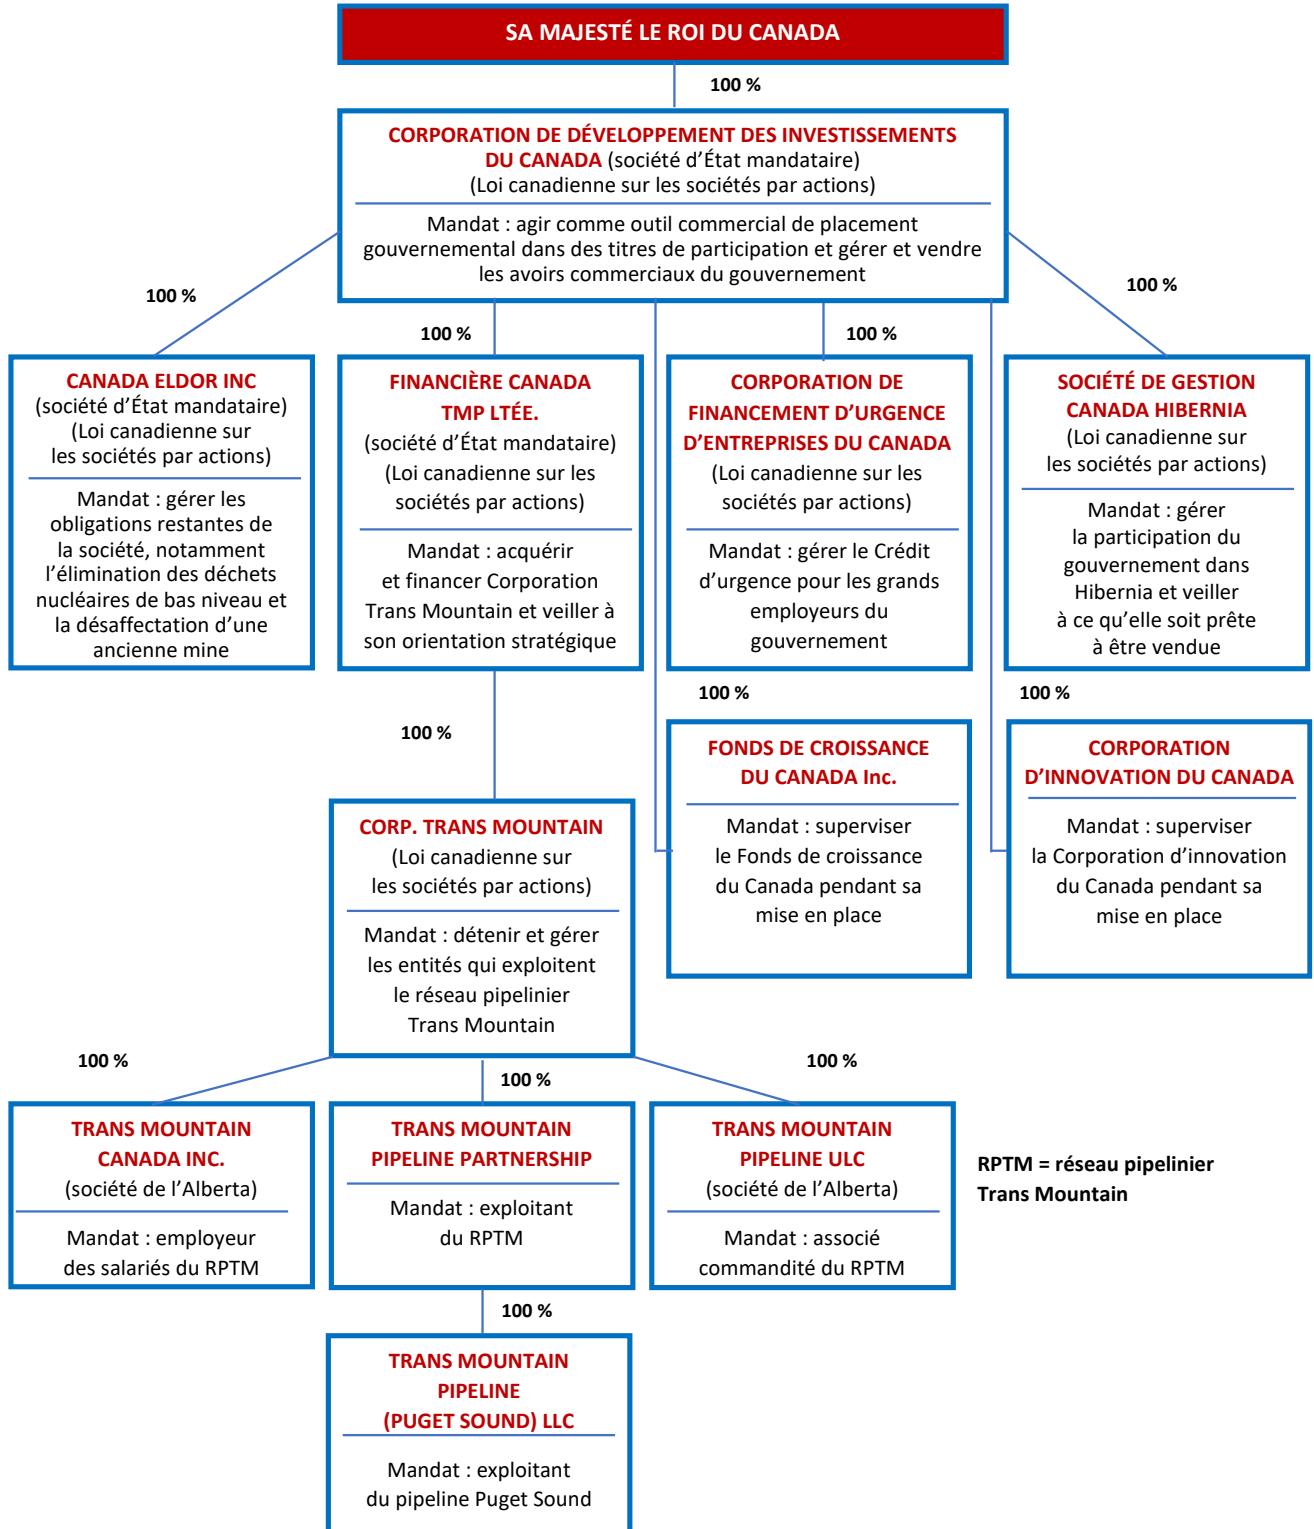 SA MAJESTÉ LE ROI DU CANADA
100 %
CORPORATION DE DÉVELOPPEMENT DES INVESTISSEMENTS
DU CANADA (société d’État mandataire)
(Loi canadienne sur les sociétés par actions)
Mandat : agir comme outil commercial de placement
gouvernemental dans des titres de participation et gérer et vendre
les avoirs commerciaux du gouvernement
100 %
100 %
100 %
100 %
CANADA ELDOR INC
(société d’État mandataire)
(Loi canadienne sur
les sociétés par actions)
Mandat : gérer les
obligations restantes de
la société, notamment
l’élimination des déchets
nucléaires de bas niveau et
la désaffectation d’une
ancienne mine
FINANCIÈRE CANADA
TMP LTÉE.
(société d’État mandataire)
(Loi canadienne sur les
sociétés par actions)
Mandat : acquérir
et financer Corporation
Trans Mountain et veiller à
son orientation stratégique
CORPORATION DE
FINANCEMENT D’URGENCE
D’ENTREPRISES DU CANADA
(Loi canadienne sur les
sociétés par actions)
Mandat : gérer le Crédit
d’urgence pour les grands
employeurs du
gouvernement
SOCIÉTÉ DE GESTION
CANADA HIBERNIA
(Loi canadienne sur
les sociétés par actions)
Mandat : gérer
la participation du
gouvernement dans
Hibernia et veiller
à ce qu’elle soit prête
à être vendue
100 %
100 %
100 %
FONDS DE CROISSANCE
DU CANADA Inc.
Mandat : superviser
le Fonds de croissance
du Canada pendant sa
mise en place
CORPORATION
D’INNOVATION DU CANADA
Mandat : superviser
la Corporation d’innovation
du Canada pendant sa
mise en place
CORP. TRANS MOUNTAIN
(Loi canadienne sur
les sociétés par actions)
Mandat : détenir et gérer
les entités qui exploitent
le réseau pipelinier
Trans Mountain
100 %
100 %
100 %
TRANS MOUNTAIN
CANADA INC.
(société de l’Alberta)
Mandat : employeur
des salariés du RPTM
TRANS MOUNTAIN
PIPELINE PARTNERSHIP
Mandat : exploitant
du RPTM
TRANS MOUNTAIN
PIPELINE ULC
(société de l’Alberta)
Mandat : associé
commandité du RPTM
RPTM = réseau pipelinier
Trans Mountain
100 %
TRANS MOUNTAIN
PIPELINE
(PUGET SOUND) LLC
Mandat : exploitant
du pipeline Puget Sound